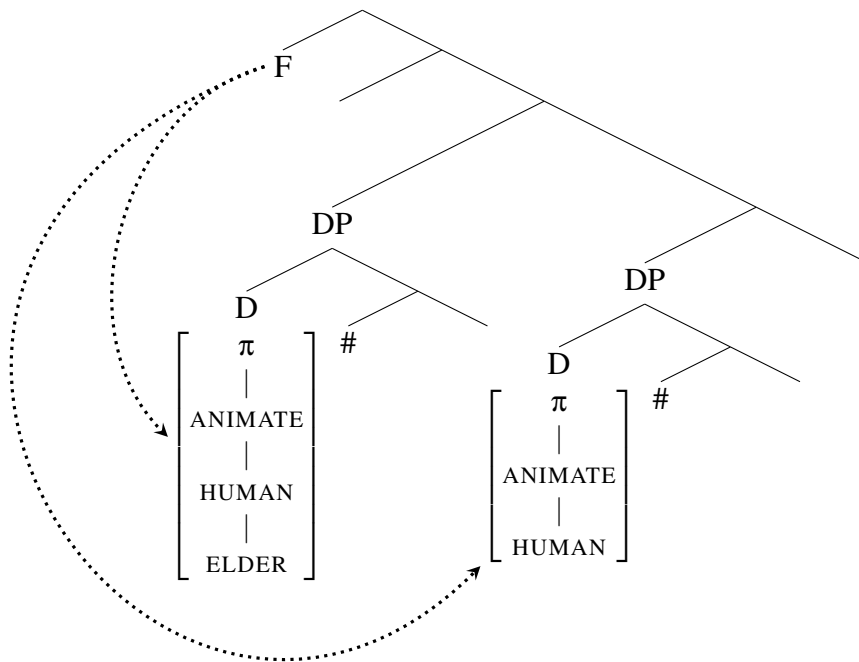 F
DP
DP
D
π
#
ANIMATE
HUMAN
ELDER
D
π
#
ANIMATE
HUMAN